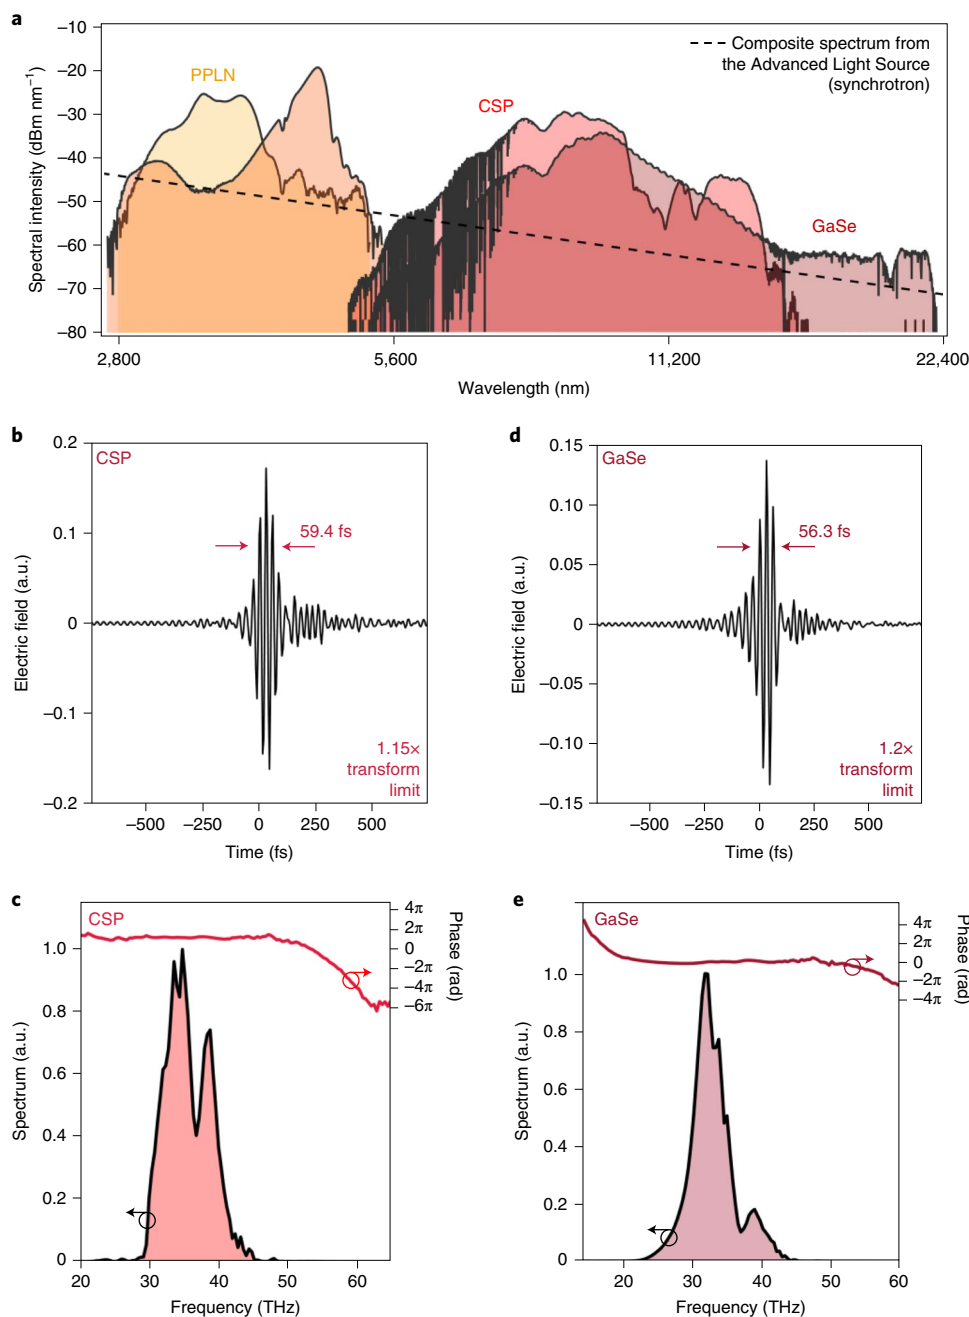 a
−10
−20
−30
−40
−50
−60
−70
−80
Spectral intensity (dBm nm−1)
PPLN
CSP
GaSe
Composite spectrum from
the Advanced Light Source
(synchrotron)
2,800
5,600
11,200
22,400
Wavelength (nm)
b
CSP
0.2
0.1
0
−0.1
−0.2
Electric field (a.u.)
59.4 fs
1.15×
transform
limit
−500
−250
0
250
500
Time (fs)
d
GaSe
0.15
0.10
0.05
0
−0.05
−0.10
−0.15
Electric field (a.u.)
56.3 fs
1.2×
transform
limit
−500
−250
0
250
500
Time (fs)
c
CSP
1.0
0.8
0.6
0.4
0.2
0
Spectrum (a.u.)
4π
2π
0
−2π
−4π
−6π
Phase (rad)
20
30
40
50
60
Frequency (THz)
e
GaSe
1.0
0.8
0.6
0.4
0.2
0
Spectrum (a.u.)
4π
2π
0
−2π
−4π
Phase (rad)
20
30
40
50
60
Frequency (THz)